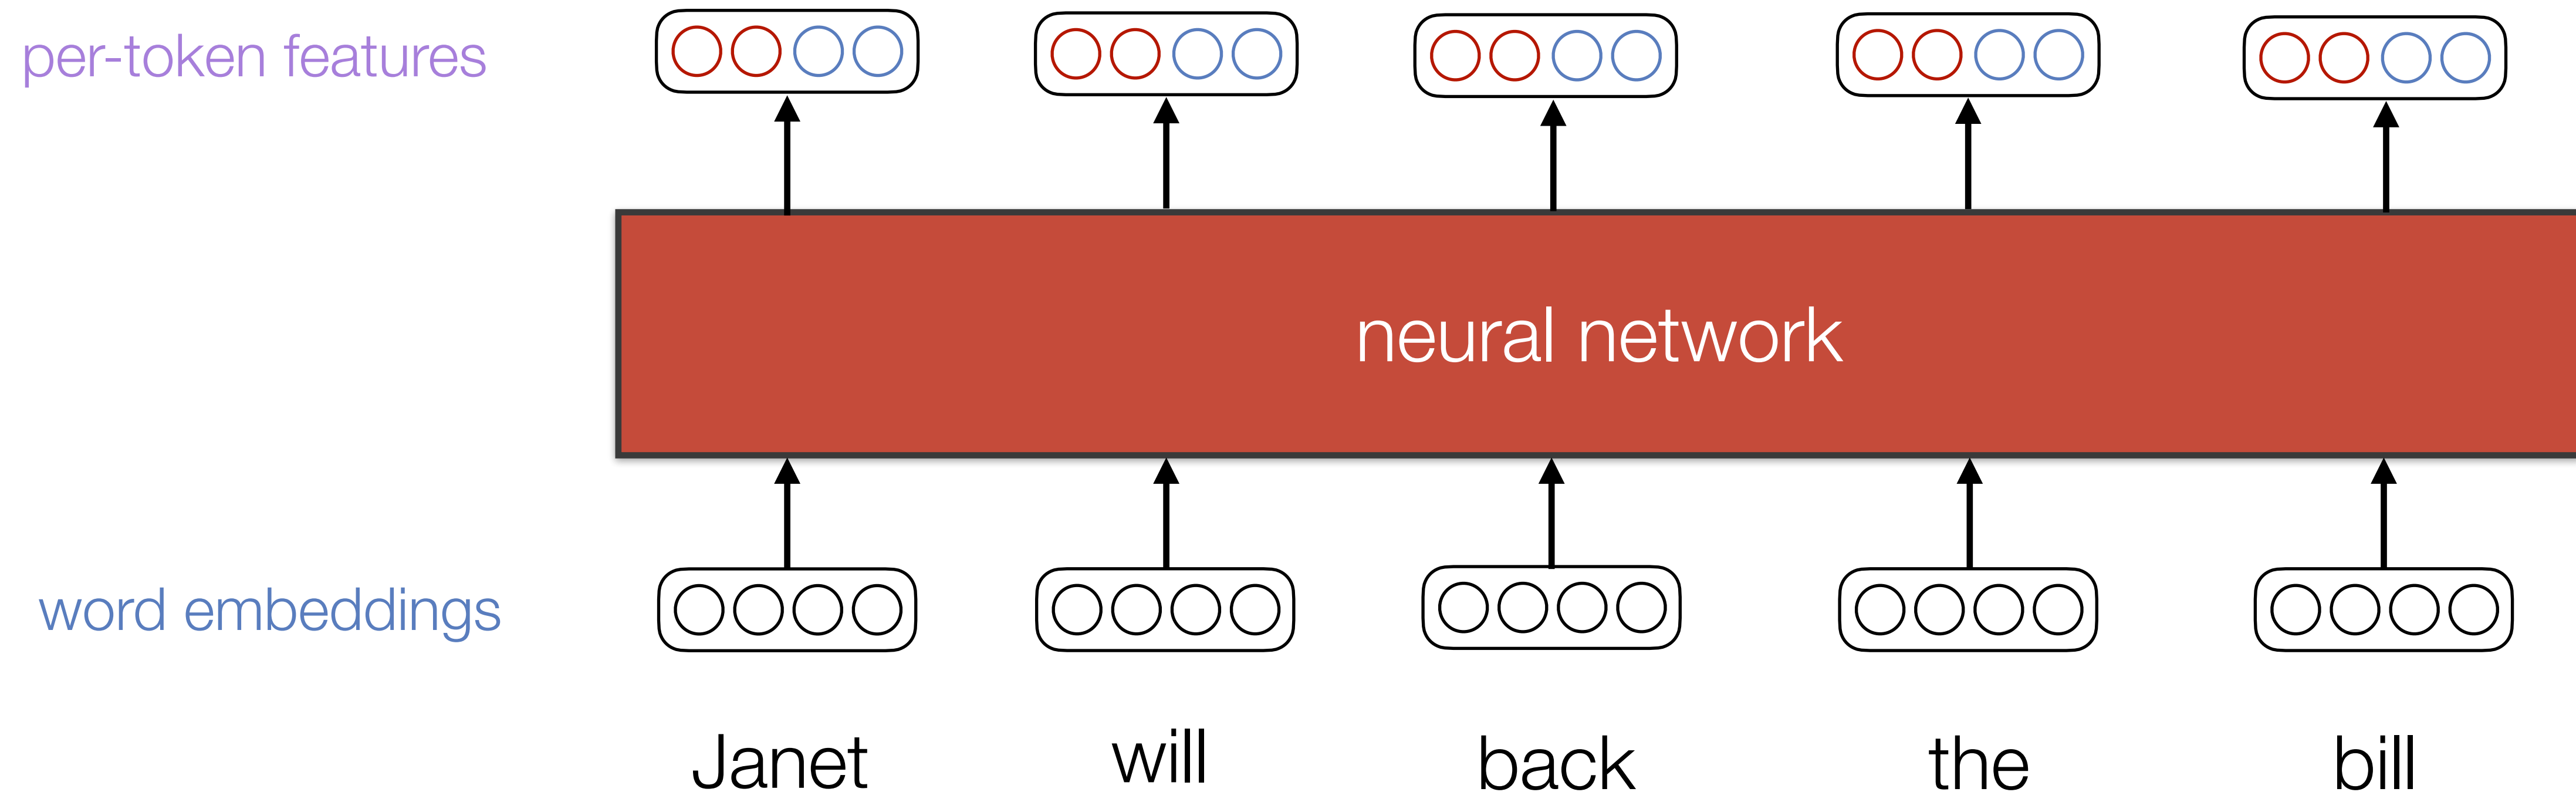 per-token features
neural network
word embeddings
Janet will back the bill